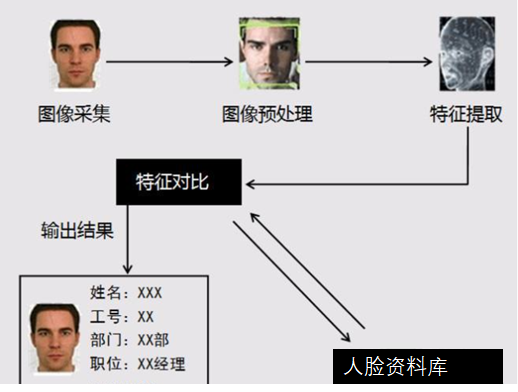 图像采集
图像预处理
特征提取
特征对比
输出结果
姓名：XXX
工号：XX
部门：XX部
职位：XX经理
人脸资料库